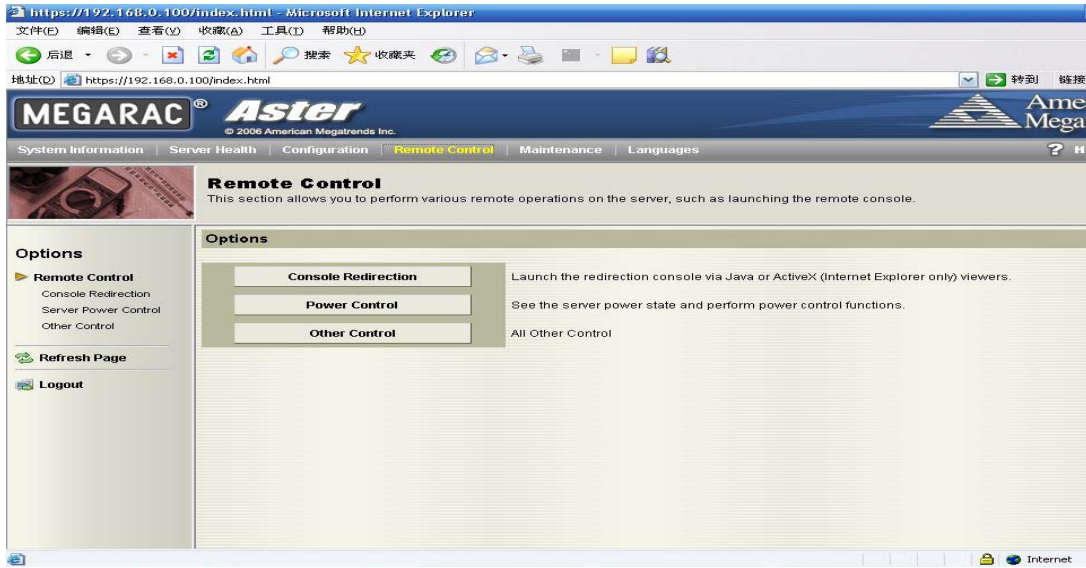 https://192.168.0.100/index.html - Microsoft Internet Explorer
文件(F) 编辑(E) 查看(V) 收藏(A) 工具(T) 帮助(H)
后退 搜索 收藏夹
地址(D) https://192.168.0.100/index.html 转到 链接
MEGARAC® Aster
© 2006 American Megatrends Inc.
Ame
Mega
System Information | Server Health | Configuration | Remote Control | Maintenance | Languages ? H
Remote Control
This section allows you to perform various remote operations on the server, such as launching the remote console.
Options
Remote Control
Console Redirection
Server Power Control
Other Control
Refresh Page
Logout
Options
Console Redirection Launch the redirection console via Java or ActiveX (Internet Explorer only) viewers.
Power Control See the server power state and perform power control functions.
Other Control All Other Control
Internet